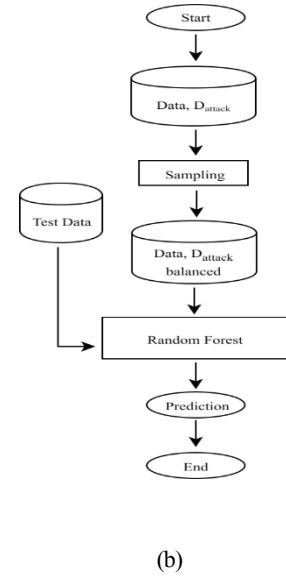 Start
Data, Dattack
Sampling
Test Data
Data, Dattack
balanced
Random Forest
Prediction
End
(b)